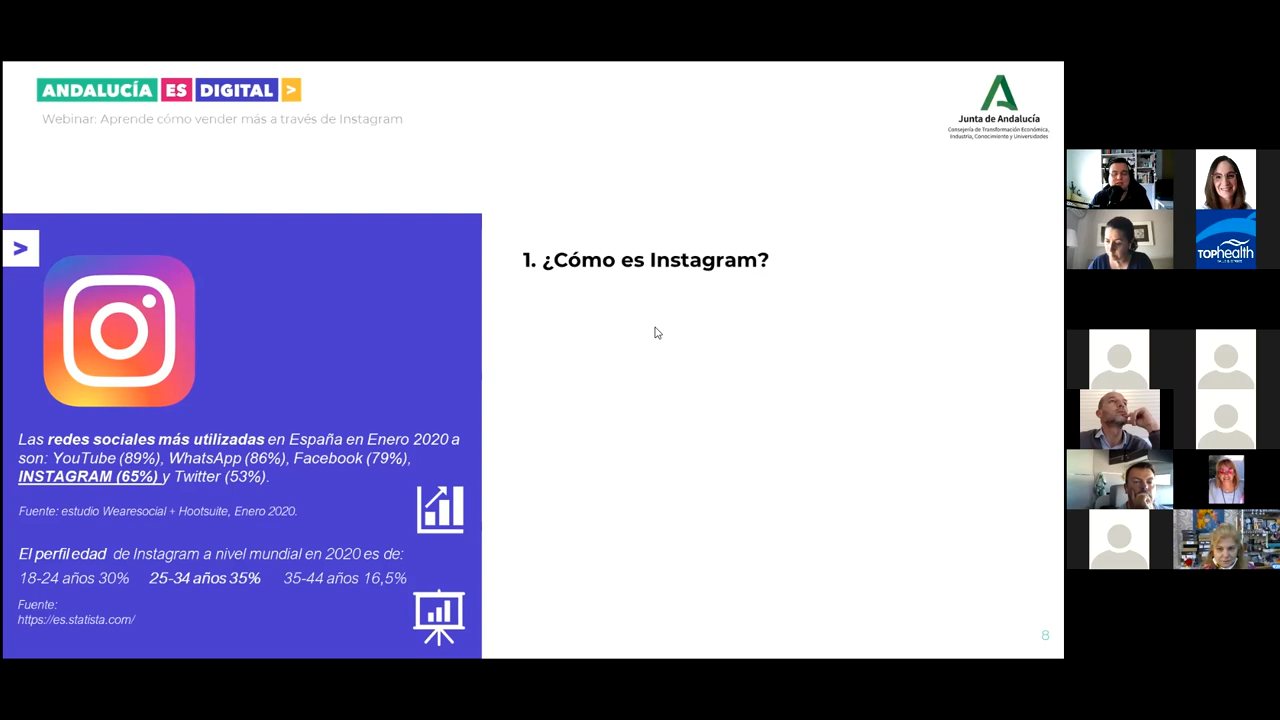 ANDALUCÍA ES DIGITAL >
Webinar: Aprende cómo vender más a través de Instagram
Junta de Andalucía
Consejería de Transformación Económica,
Industria, Conocimiento y Universidades
>
1. ¿Cómo es Instagram?
Las redes sociales más utilizadas en España en Enero 2020 a
son: YouTube (89%), WhatsApp (86%), Facebook (79%),
INSTAGRAM (65%) y Twitter (53%).
Fuente: estudio Wearesocial + Hootsuite, Enero 2020.
El perfil edad de Instagram a nivel mundial en 2020 es de:
18-24 años 30% 25-34 años 35% 35-44 años 16,5%
Fuente:
https://es.statista.com/
8
TOPhealth